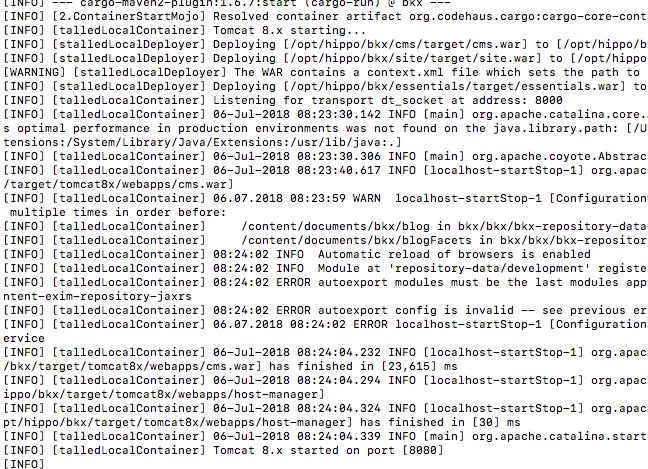 [INFO] --- cargo-maven2-plugin:1.6.7:start (cargo-run) @ bkx ---
[INFO] [2.ContainerStartMojo] Resolved container artifact org.codehaus.cargo:cargo-core-cont
[INFO] [talledLocalContainer] Tomcat 8.x starting...
[INFO] [stalledLocalDeployer] Deploying [/opt/hippo/bkx/cms/target/cms.war] to [/opt/hippo/b
[INFO] [stalledLocalDeployer] Deploying [/opt/hippo/bkx/site/target/site.war] to [/opt/hippo
[WARNING] [stalledLocalDeployer] The WAR contains a context.xml file which sets the path to
[INFO] [stalledLocalDeployer] Deploying [/opt/hippo/bkx/essentials/target/essentials.war] to
[INFO] [talledLocalContainer] Listening for transport dt_socket at address: 8000
[INFO] [talledLocalContainer] 06-Jul-2018 08:23:30.142 INFO [main] org.apache.catalina.core.
s optimal performance in production environments was not found on the java.library.path: [/U
tensions:/System/Library/Java/Extensions:/usr/lib/java:.]
[INFO] [talledLocalContainer] 06-Jul-2018 08:23:30.306 INFO [main] org.apache.coyote.Abstrac
[INFO] [talledLocalContainer] 06-Jul-2018 08:23:40.617 INFO [localhost-startStop-1] org.apac
/target/tomcat8x/webapps/cms.war]
[INFO] [talledLocalContainer] 06.07.2018 08:23:59 WARN  localhost-startStop-1 [Configuration
 multiple times in order before:
[INFO] [talledLocalContainer]     /content/documents/bkx/blog in bkx/bkx/bkx-repository-data-
[INFO] [talledLocalContainer]     /content/documents/bkx/blogFacets in bkx/bkx/bkx-repositor
[INFO] [talledLocalContainer] 08:24:02 INFO  Automatic reload of browsers is enabled
[INFO] [talledLocalContainer] 08:24:02 INFO  Module at 'repository-data/development' registe
[INFO] [talledLocalContainer] 08:24:02 ERROR autoexport modules must be the last modules app
ntent-exim-repository-jaxrs
[INFO] [talledLocalContainer] 08:24:02 ERROR autoexport config is invalid -- see previous er
[INFO] [talledLocalContainer] 06.07.2018 08:24:02 ERROR localhost-startStop-1 [Configuration
ervice
[INFO] [talledLocalContainer] 06-Jul-2018 08:24:04.232 INFO [localhost-startStop-1] org.apac
/bkx/target/tomcat8x/webapps/cms.war] has finished in [23,615] ms
[INFO] [talledLocalContainer] 06-Jul-2018 08:24:04.294 INFO [localhost-startStop-1] org.apac
ippo/bkx/target/tomcat8x/webapps/host-manager]
[INFO] [talledLocalContainer] 06-Jul-2018 08:24:04.324 INFO [localhost-startStop-1] org.apac
pt/hippo/bkx/target/tomcat8x/webapps/host-manager] has finished in [30] ms
[INFO] [talledLocalContainer] 06-Jul-2018 08:24:04.339 INFO [main] org.apache.catalina.start
[INFO] [talledLocalContainer] Tomcat 8.x started on port [8080]
[INFO]